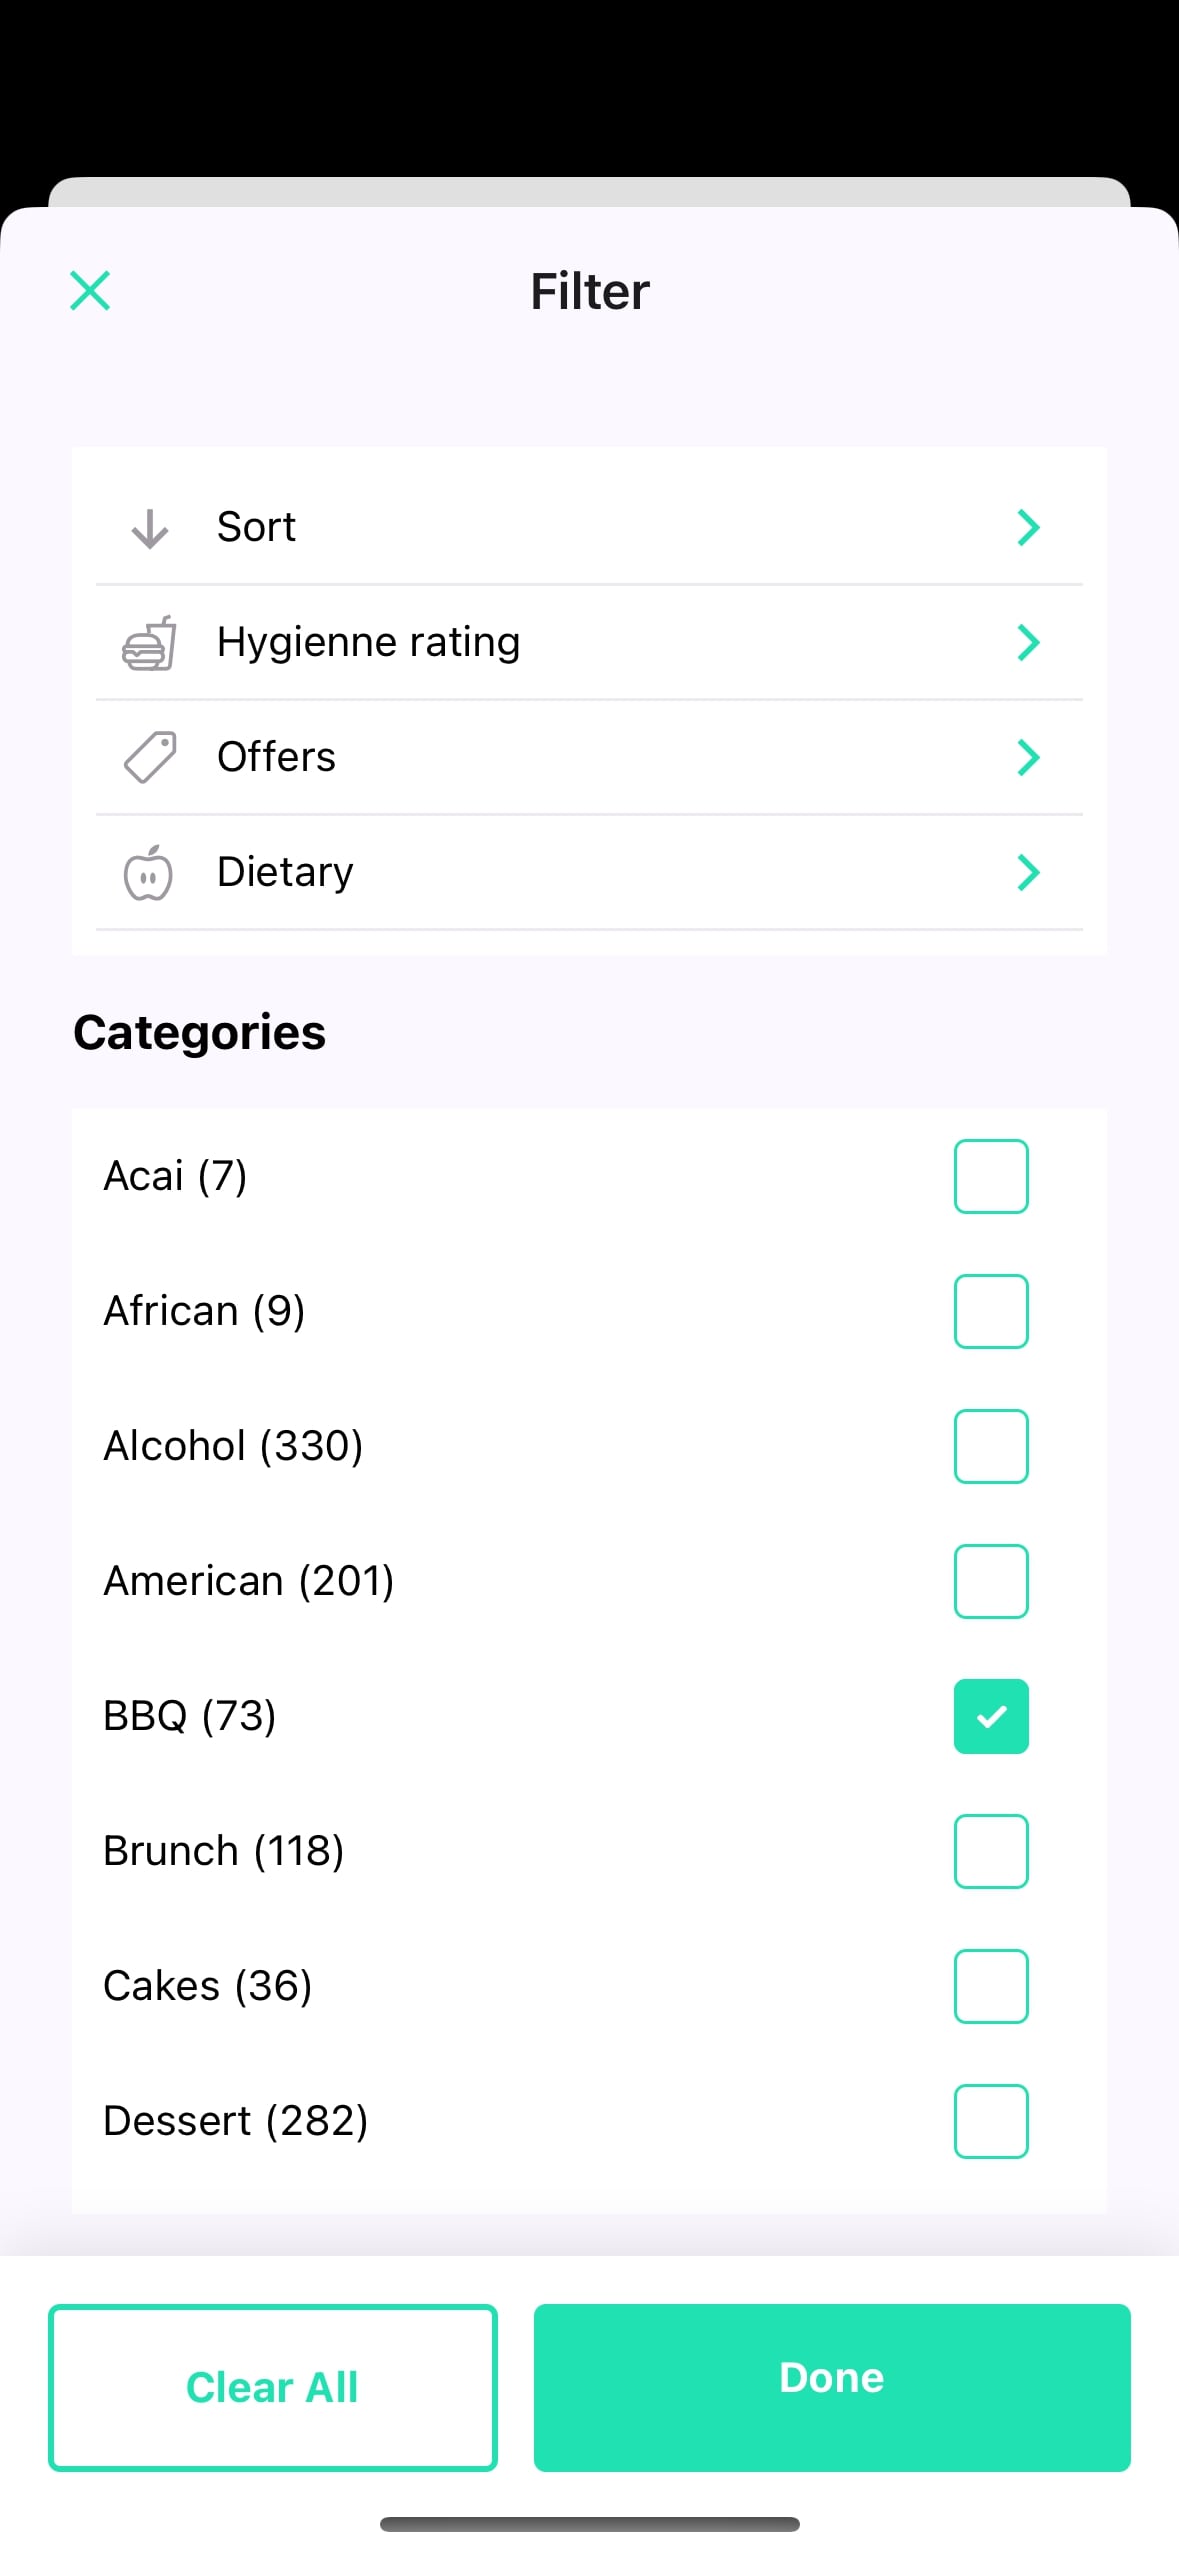 Filter
Sort
Hygienne rating
Offers
Dietary
Categories
Acai (7)
African (9)
Alcohol (330)
American (201)
BBQ (73)
Brunch (118)
Cakes (36)
Dessert (282)
Clear All
Done